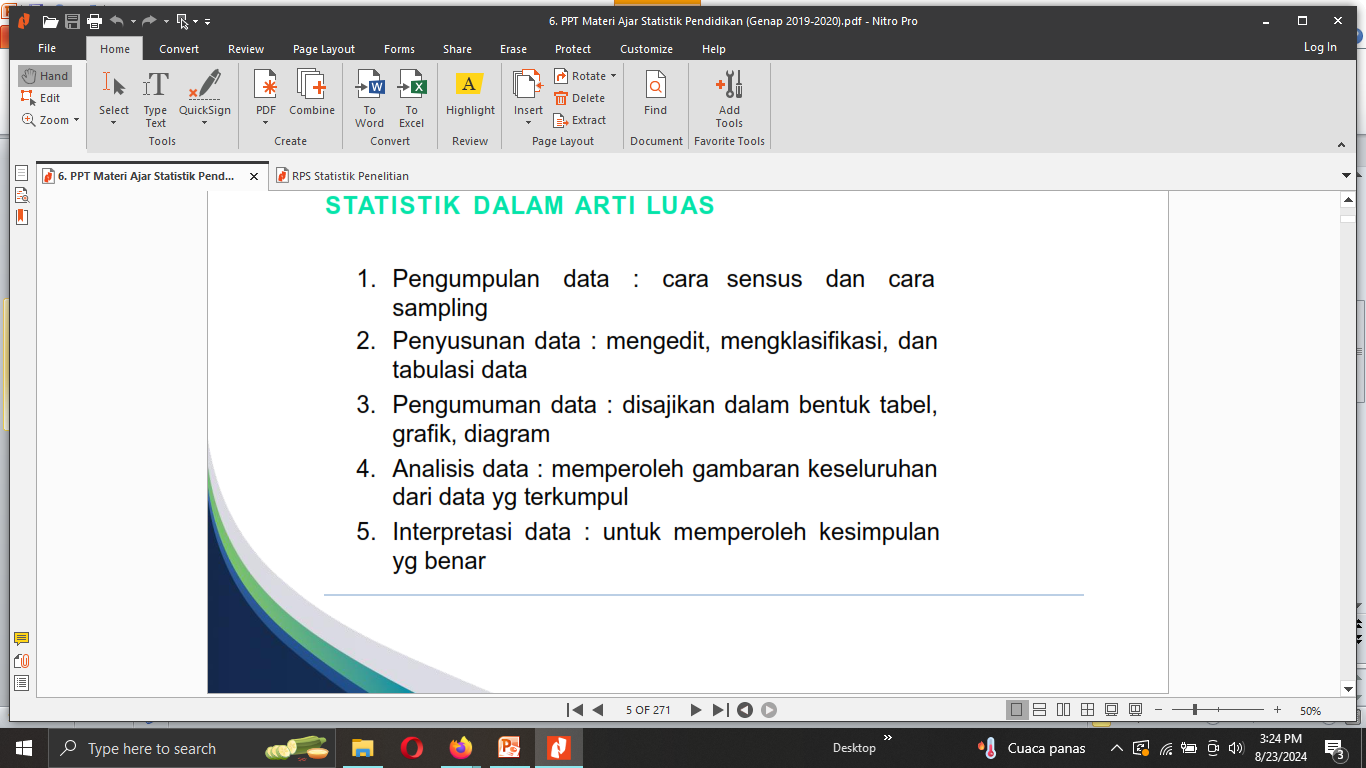 6. PPT Materi Ajar Statistik Pendidikan (Genap 2019-2020).pdf - Nitro Pro
File Home Convert Review Page Layout Forms Share Erase Protect Customize Help Log In
Hand
Edit
Zoom
Select
Type Text
QuickSign
Tools
PDF
Combine
Create
To Word
To Excel
Convert
Highlight
Review
Insert
Rotate
Delete
Extract
Page Layout
Find
Document
Add Tools
Favorite Tools
6. PPT Materi Ajar Statistik Pend...
RPS Statistik Penelitian
STATISTIK DALAM ARTI LUAS
1. Pengumpulan data : cara sensus dan cara
sampling
2. Penyusunan data : mengedit, mengklasifikasi, dan
tabulasi data
3. Pengumuman data : disajikan dalam bentuk tabel,
grafik, diagram
4. Analisis data : memperoleh gambaran keseluruhan
dari data yg terkumpul
5. Interpretasi data : untuk memperoleh kesimpulan
yg benar
5 OF 271
50%
Type here to search
Desktop
Cuaca panas
3:24 PM
8/23/2024
3